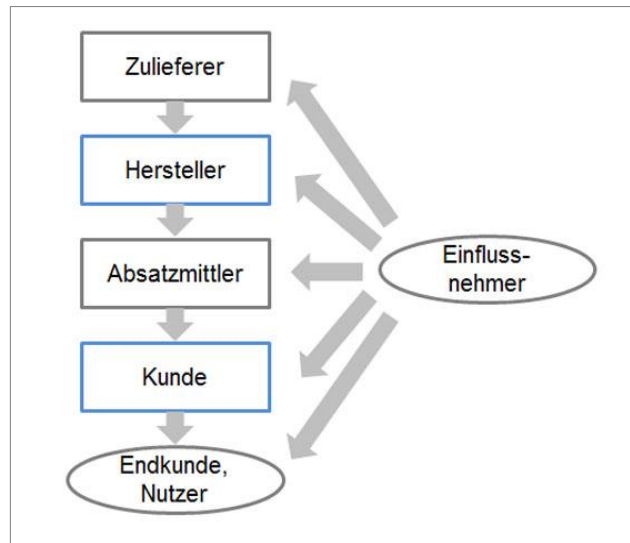 Zulieferer
Hersteller
Absatzmittler
Kunde
Endkunde,
Nutzer
Einfluss-
nehmer